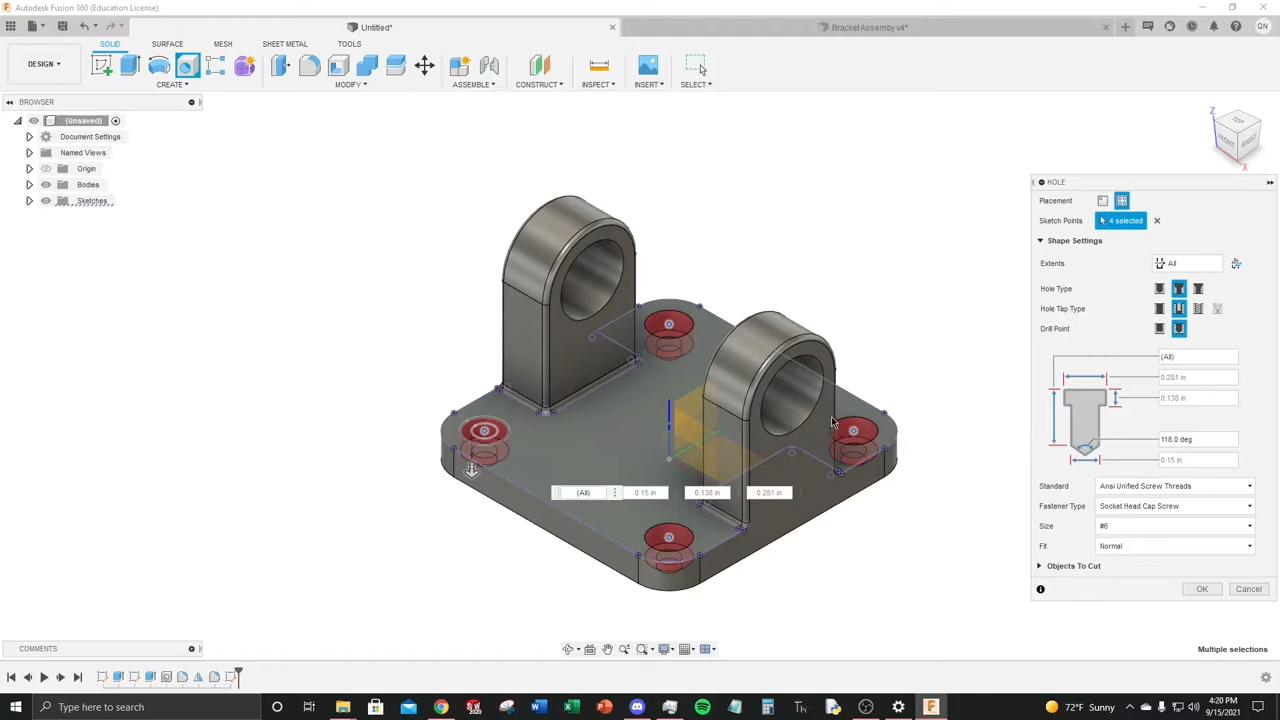 Autodesk Fusion 360 (Education License)
Untitled*
Bracket Assemby v4*
QN
SOLID
SURFACE
MESH
SHEET METAL
TOOLS
DESIGN
CREATE
MODIFY
ASSEMBLE
CONSTRUCT
INSPECT
INSERT
SELECT
BROWSER
(Unsaved)
Document Settings
Named Views
Origin
Bodies
Sketches
Z
TOP
FRONT
RIGHT
X
HOLE
Placement
Sketch Points
4 selected
Shape Settings
Extents
All
Hole Type
Hole Tap Type
Drill Point
(All)
0.281 in
0.138 in
118.0 deg
0.15 in
Standard
Ansi Unified Screw Threads
Fastener Type
Socket Head Cap Screw
Size
#6
Fit
Normal
Objects To Cut
OK
Cancel
(All)
0.15 in
0.138 in
0.281 in
COMMENTS
Multiple selections
Type here to search
72°F Sunny
4:20 PM
9/15/2021